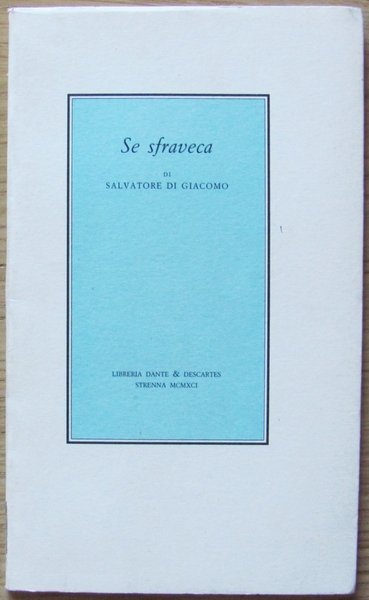 Se sfraveca
DI
SALVATORE DI GIACOMO
LIBRERIA DANTE & DESCARTES
STRENNA MCMXCI